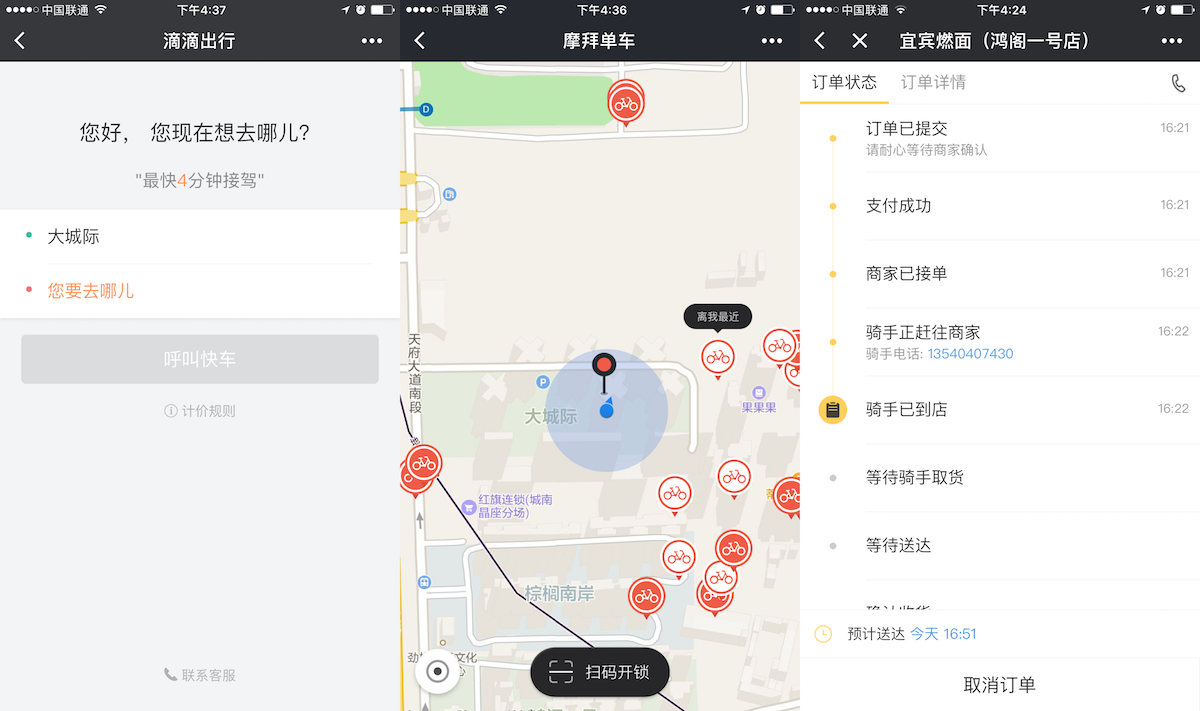 中国联通
下午4:37
滴滴出行
您好， 您现在想去哪儿?
"最快4分钟接驾"
大城际
您要去哪儿
呼叫快车
计价规则
联系客服
中国联通
下午4:36
摩拜单车
D
离我最近
天府大道南段
P
大城际
果果果
红旗连锁(城南
晶座分场)
棕榈南岸
扫码开锁
中国联通
下午4:24
宜宾燃面（鸿阁一号店）
订单状态 订单详情
订单已提交 16:21
请耐心等待商家确认
支付成功 16:21
商家已接单 16:21
骑手正赶往商家 16:22
骑手电话: 13540407430
骑手已到店 16:22
等待骑手取货
等待送达
预计送达 今天 16:51
取消订单